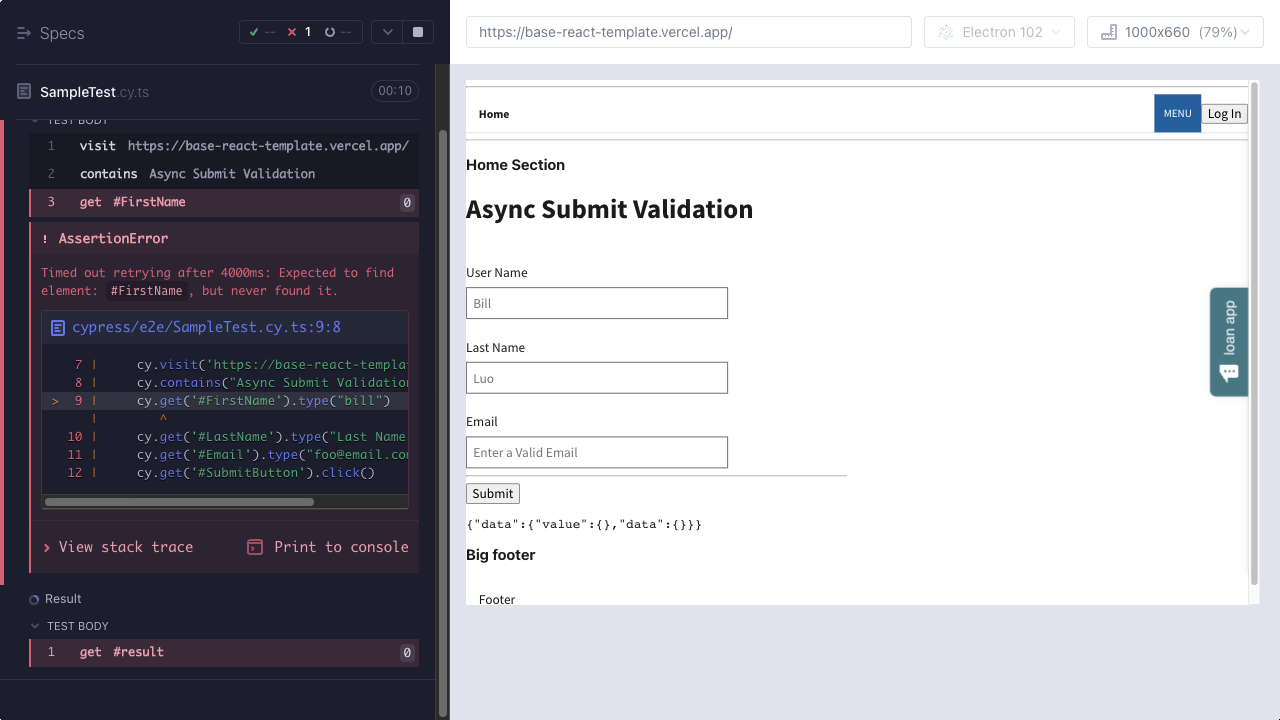 Specs
-- 1 --
SampleTest.cy.ts 00:10
TEST BODY
1 visit https://base-react-template.vercel.app/
2 contains Async Submit Validation
3 get #FirstName 0
! AssertionError
Timed out retrying after 4000ms: Expected to find
element: #FirstName, but never found it.
cypress/e2e/SampleTest.cy.ts:9:8
7 | cy.visit('https://base-react-templa
8 | cy.contains("Async Submit Validation
> 9 | cy.get('#FirstName').type("bill")
| ^
10 | cy.get('#LastName').type("Last Name
11 | cy.get('#Email').type("foo@email.com
12 | cy.get('#SubmitButton').click()
View stack trace
Print to console
Result
TEST BODY
1 get #result 0
https://base-react-template.vercel.app/
Electron 102
1000x660 (79%)
Home
MENU
Log In
Home Section
Async Submit Validation
User Name
Bill
Last Name
Luo
Email
Enter a Valid Email
Submit
{"data":{"value":{},"data":{}}}
Big footer
Footer
loan app